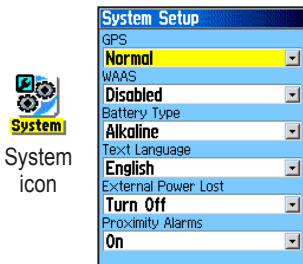 System
System
icon
System Setup
GPS
Normal
WAAS
Disabled
Battery Type
Alkaline
Text Language
English
External Power Lost
Turn Off
Proximity Alarms
On